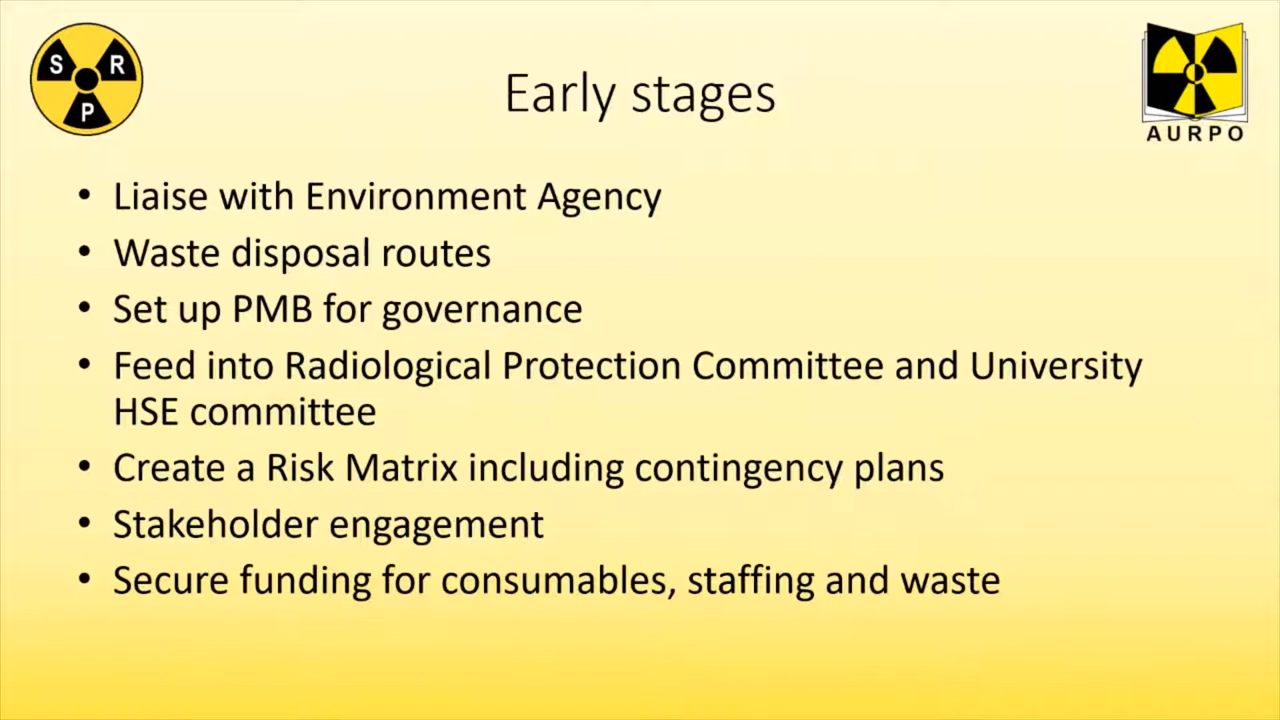 S R
P
Early stages
AURPO
• Liaise with Environment Agency
• Waste disposal routes
• Set up PMB for governance
• Feed into Radiological Protection Committee and University
HSE committee
• Create a Risk Matrix including contingency plans
• Stakeholder engagement
• Secure funding for consumables, staffing and waste